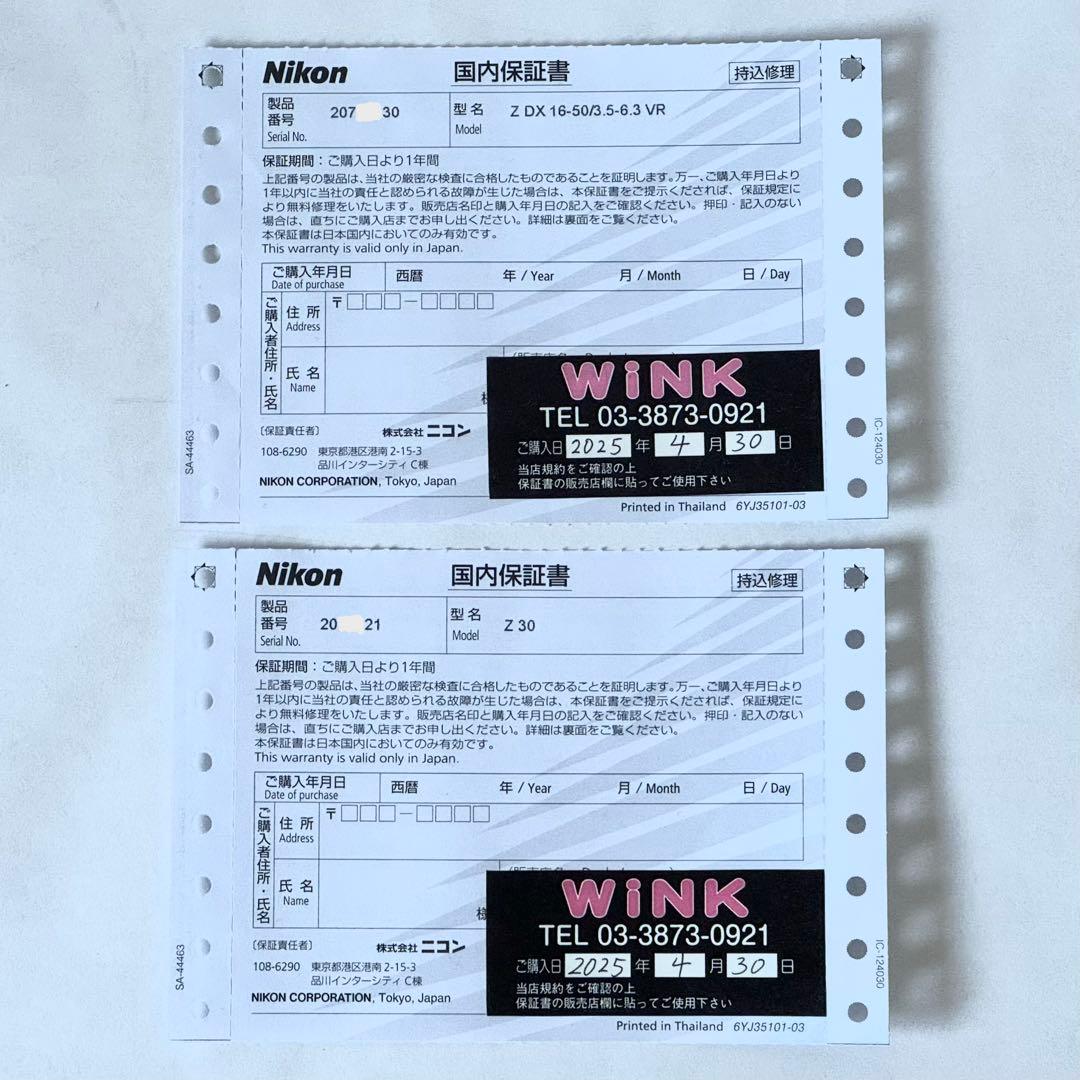 Nikon 国内保証書 持込修理
製品番号 Serial No. 207 30 型名 Model Z DX 16-50/3.5-6.3 VR
保証期間：ご購入日より1年間
上記番号の製品は、当社の厳密な検査に合格したものであることを証明します。万一、ご購入年月日より
1年以内に当社の責任と認められる故障が生じた場合は、本保証書をご提示くだされば、保証規定に
より無料修理をいたします。販売店名印と購入年月日の記入をご確認ください。押印・記入のない
場合は、直ちにご購入店までお申し出ください。詳細は裏面をご覧ください。
本保証書は日本国内においてのみ有効です。
This warranty is valid only in Japan.
ご購入年月日 Date of purchase 西暦 年 / Year 月 / Month 日 / Day
ご購入者住所・氏名
住所 Address 〒□□□－□□□□
氏名 Name 様
WiNK
TEL 03-3873-0921
ご購入日 2025 年 4 月 30 日
当店規約をご確認の上
保証書の販売店欄に貼ってご使用下さい
〔保証責任者〕 株式会社 ニコン
108-6290 東京都港区港南 2-15-3
品川インターシティ C棟
NIKON CORPORATION, Tokyo, Japan
Printed in Thailand 6YJ35101-03
SA-44463
IC-124030
Nikon 国内保証書 持込修理
製品番号 Serial No. 20 21 型名 Model Z 30
保証期間：ご購入日より1年間
上記番号の製品は、当社の厳密な検査に合格したものであることを証明します。万一、ご購入年月日より
1年以内に当社の責任と認められる故障が生じた場合は、本保証書をご提示くだされば、保証規定に
より無料修理をいたします。販売店名印と購入年月日の記入をご確認ください。押印・記入のない
場合は、直ちにご購入店までお申し出ください。詳細は裏面をご覧ください。
本保証書は日本国内においてのみ有効です。
This warranty is valid only in Japan.
ご購入年月日 Date of purchase 西暦 年 / Year 月 / Month 日 / Day
ご購入者住所・氏名
住所 Address 〒□□□－□□□□
氏名 Name 様
WiNK
TEL 03-3873-0921
ご購入日 2025 年 4 月 30 日
当店規約をご確認の上
保証書の販売店欄に貼ってご使用下さい
〔保証責任者〕 株式会社 ニコン
108-6290 東京都港区港南 2-15-3
品川インターシティ C棟
NIKON CORPORATION, Tokyo, Japan
Printed in Thailand 6YJ35101-03
SA-44463
IC-124030